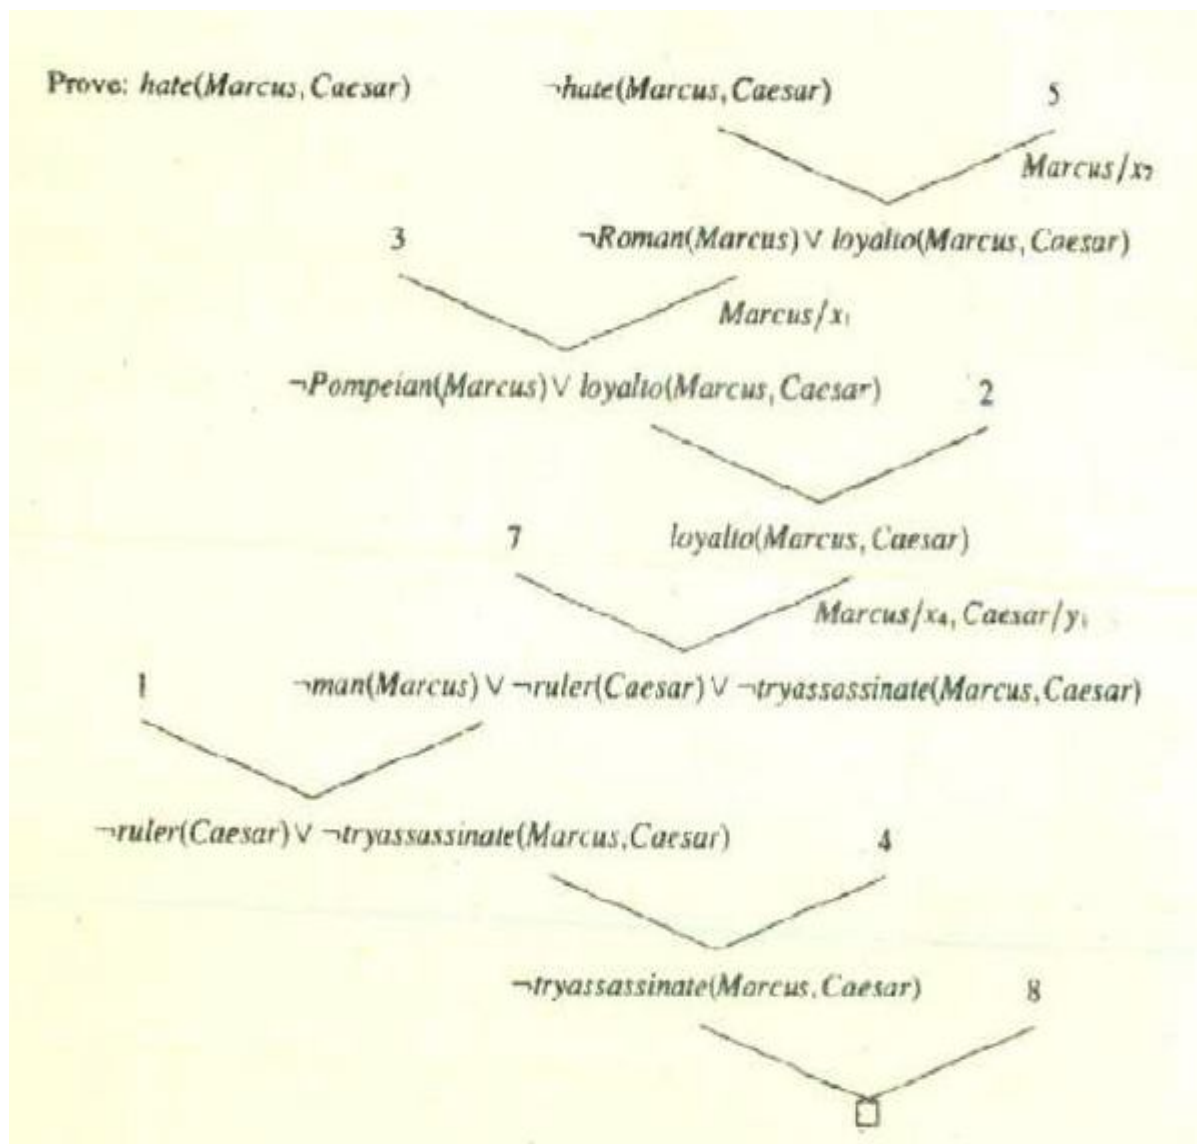 Prove: hate(Marcus, Caesar) ¬hate(Marcus, Caesar) 5
Marcus/x₂
3 ¬Roman(Marcus) ∨ loyalto(Marcus, Caesar)
Marcus/x₁
¬Pompeian(Marcus) ∨ loyalto(Marcus, Caesar) 2
7 loyalto(Marcus, Caesar)
Marcus/x₄, Caesar/y₁
1 ¬man(Marcus) ∨ ¬ruler(Caesar) ∨ ¬tryassassinate(Marcus, Caesar)
¬ruler(Caesar) ∨ ¬tryassassinate(Marcus, Caesar) 4
¬tryassassinate(Marcus, Caesar) 8